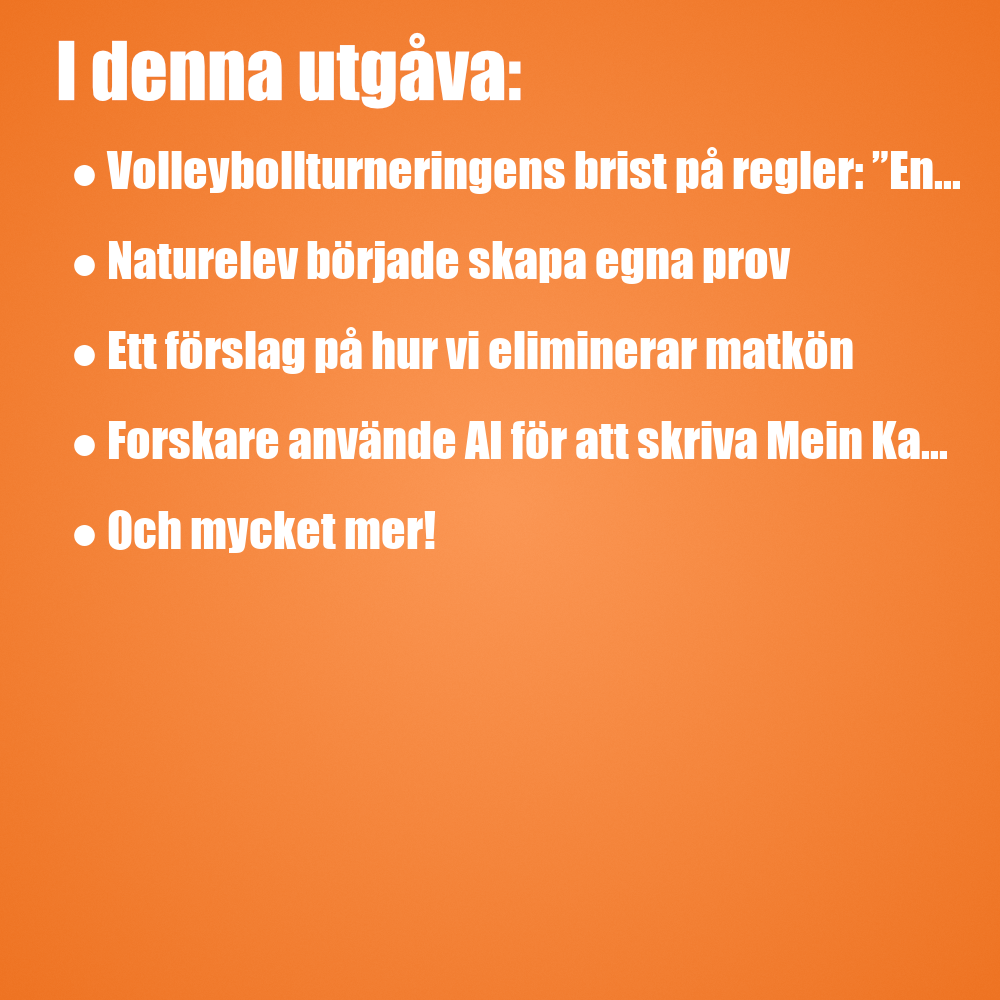 I denna utgåva:
• Volleybollturneringens brist på regler: ”En...
• Naturelev började skapa egna prov
• Ett förslag på hur vi eliminerar matkön
• Forskare använde AI för att skriva Mein Ka...
• Och mycket mer!